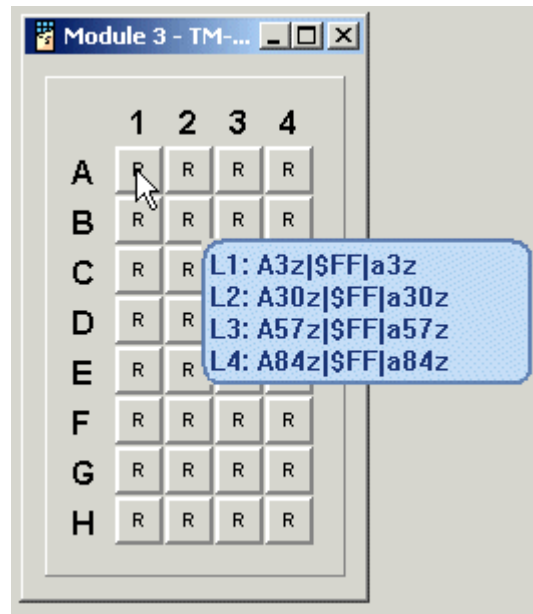 Module 3 - TM-...
1 2 3 4
A R R R R
B R R R R
C R R
L1: A3z|$FF|a3z
L2: A30z|$FF|a30z
D R R
L3: A57z|$FF|a57z
E R
L4: A84z|$FF|a84z
F R R R R
G R R R R
H R R R R